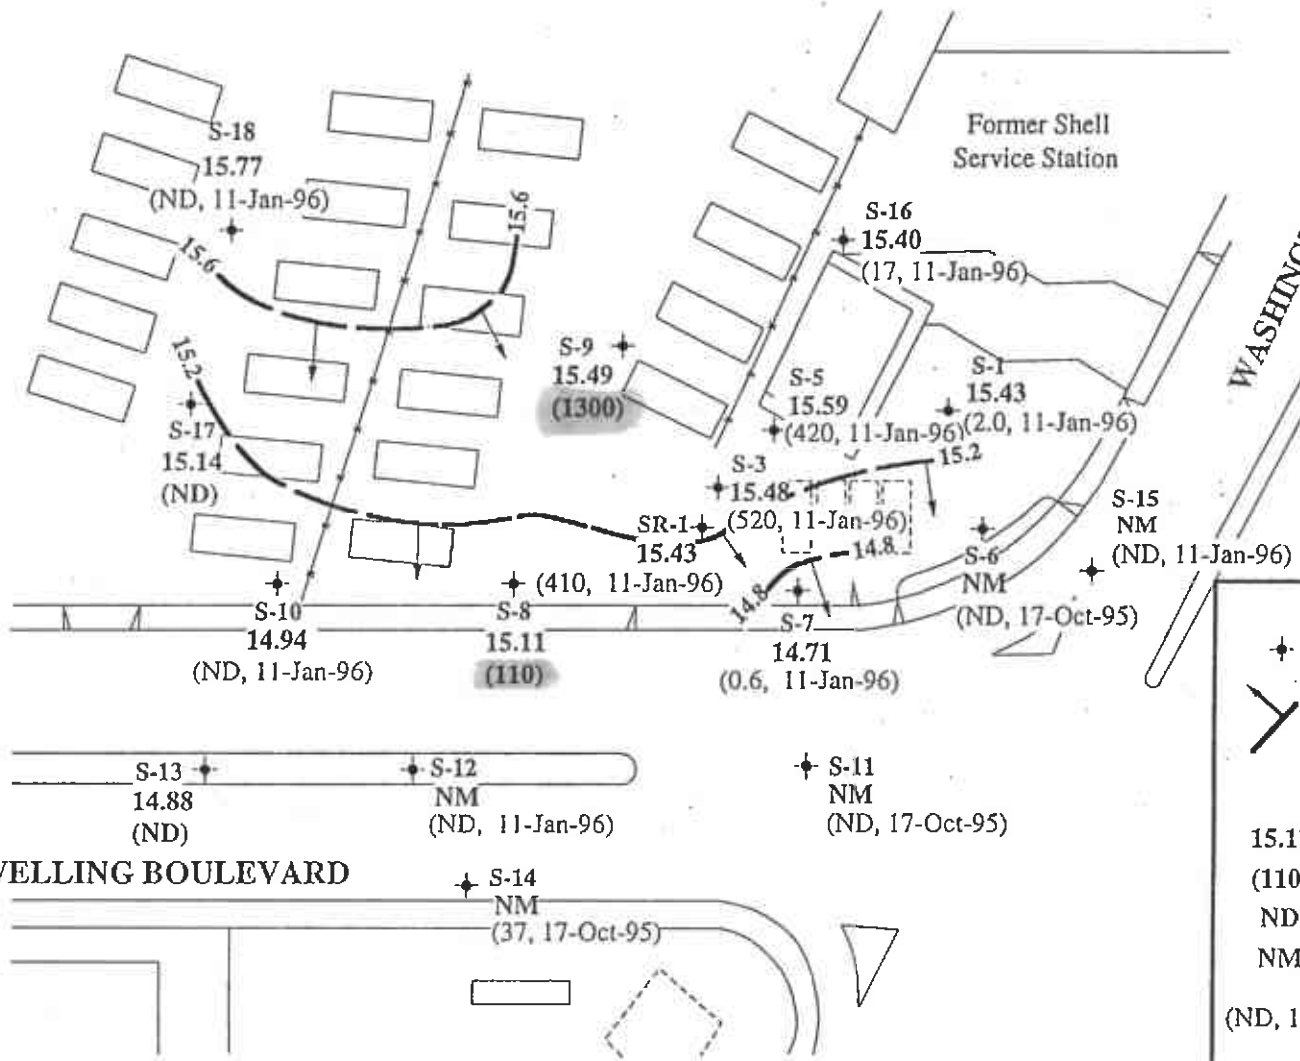 Former Shell
Service Station
S-18
15.77
(ND, 11-Jan-96)
15.6
15.6
S-16
15.40
(17, 11-Jan-96)
WASHING
S-9
15.49
(1300)
S-5
15.59
(420, 11-Jan-96)
S-1
15.43
(2.0, 11-Jan-96)
15.2
S-17
15.14
(ND)
15.2
S-3
15.48
(520, 11-Jan-96)
SR-1
15.43
(410, 11-Jan-96)
14.8
14.8
S-15
NM
(ND, 11-Jan-96)
S-6
NM
(ND, 17-Oct-95)
S-10
14.94
(ND, 11-Jan-96)
S-8
15.11
(110)
S-7
14.71
(0.6, 11-Jan-96)
S-13
14.88
(ND)
S-12
NM
(ND, 11-Jan-96)
S-11
NM
(ND, 17-Oct-95)
VELLING BOULEVARD
S-14
NM
(37, 17-Oct-95)
15.1
(110
ND
NM
(ND, 1